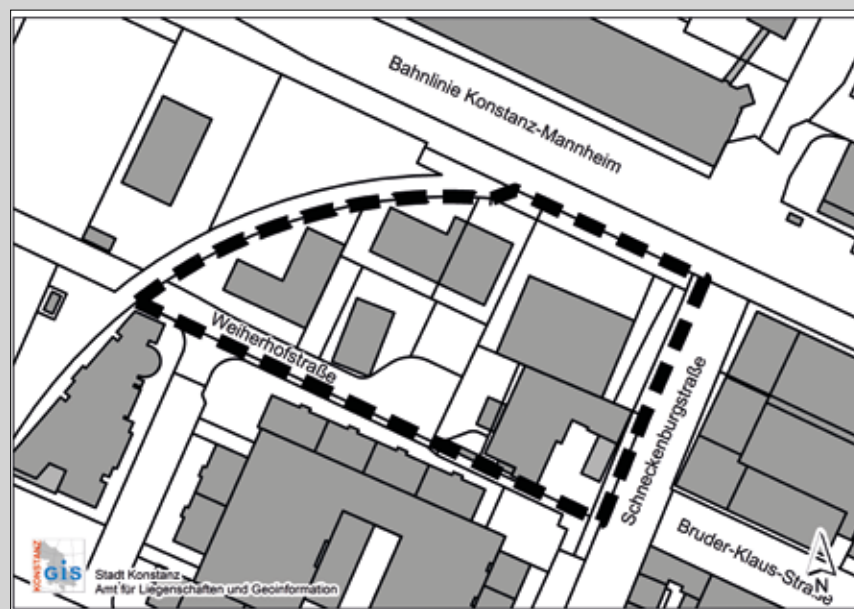 Bahnlinie Konstanz-Mannheim
Weiherhofstraße
Schneckenburgstraße
Bruder-Klaus-Straße
N
KONSTANZ
GIS
Stadt Konstanz
Amt für Liegenschaften und Geoinformation